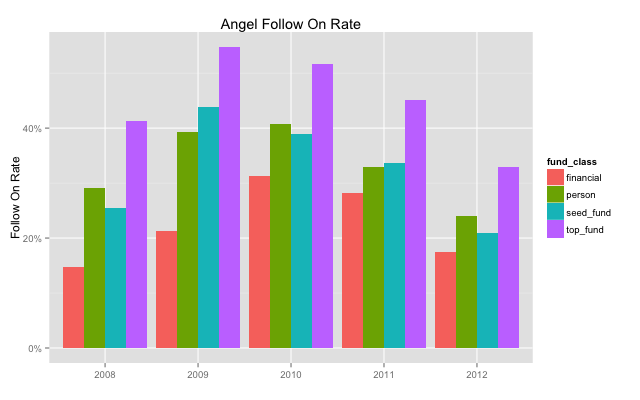 Angel Follow On Rate
Follow On Rate
40%
20%
0%
2008 2009 2010 2011 2012
fund_class
financial
person
seed_fund
top_fund